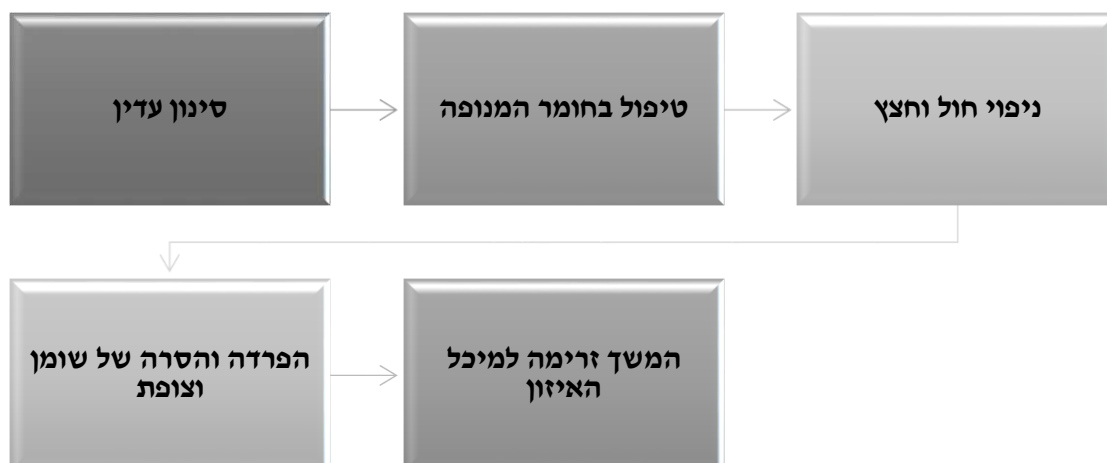 סינון עדין
טיפול בחומר המנופה
ניפוי חול וחצץ
הפרדה והסרה של שומן
וצופת
המשך זרימה למיכל
האיזון